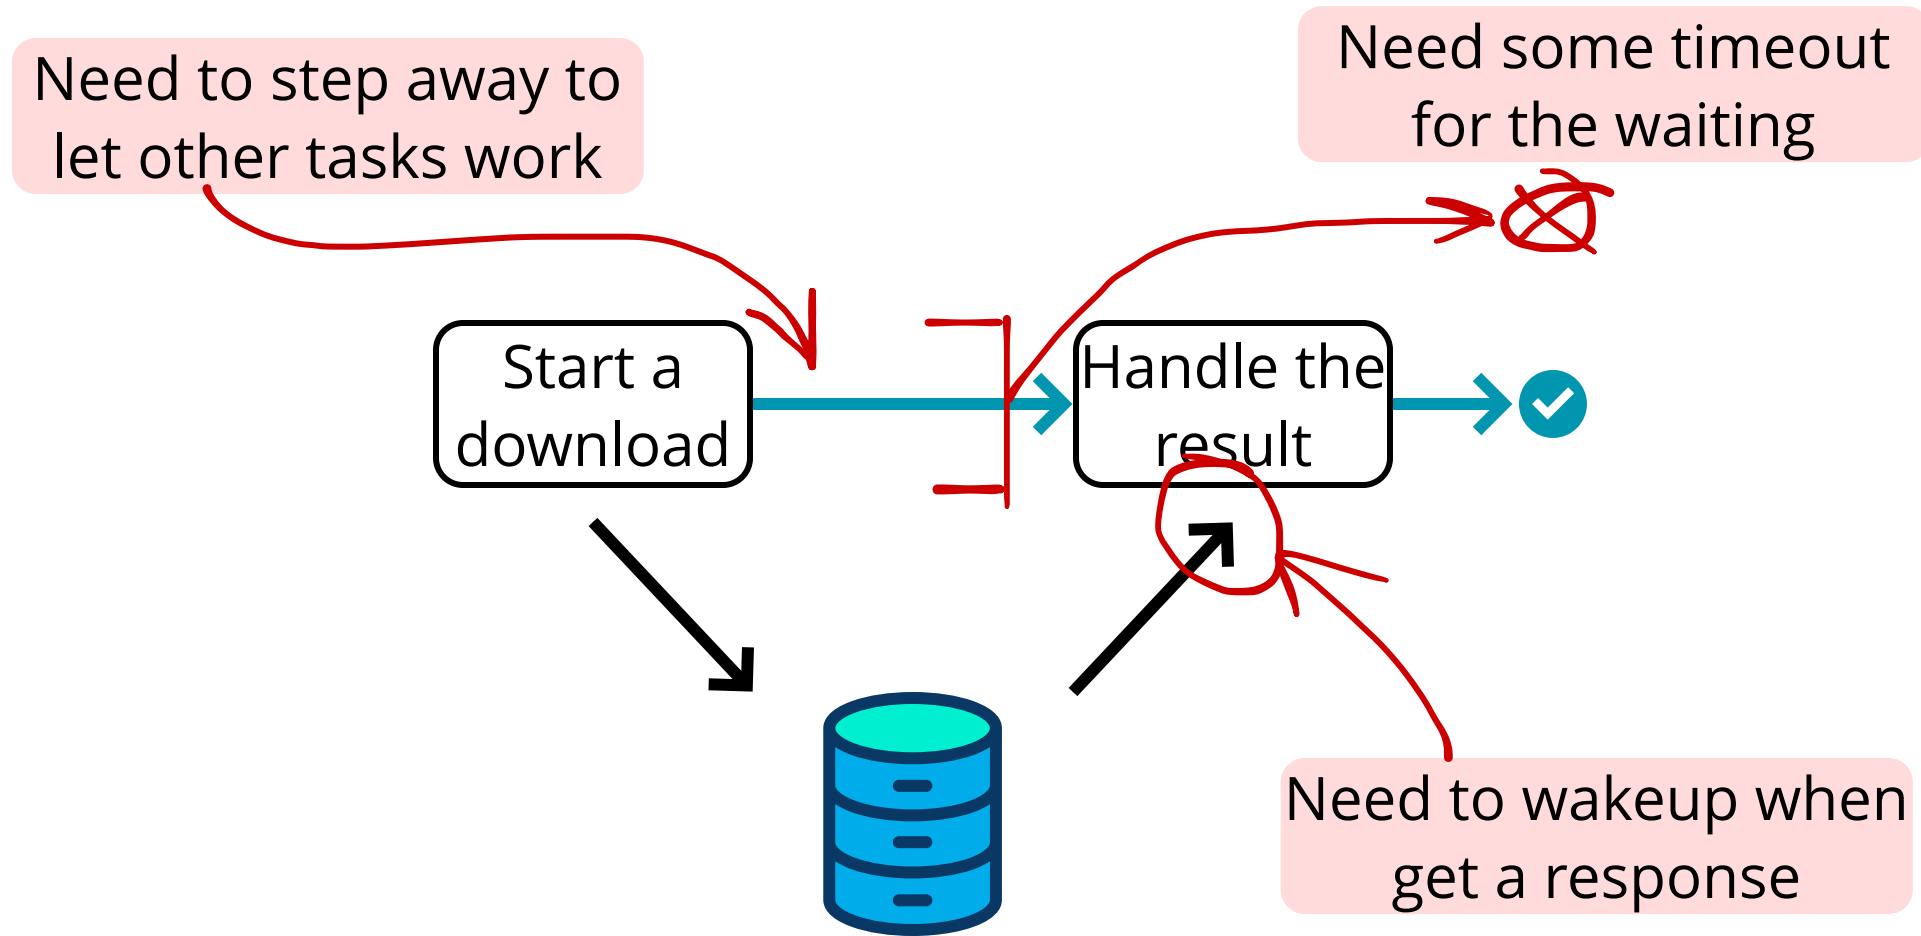 Need to step away to
let other tasks work
Need some timeout
for the waiting
Start a
download
Handle the
result
Need to wakeup when
get a response